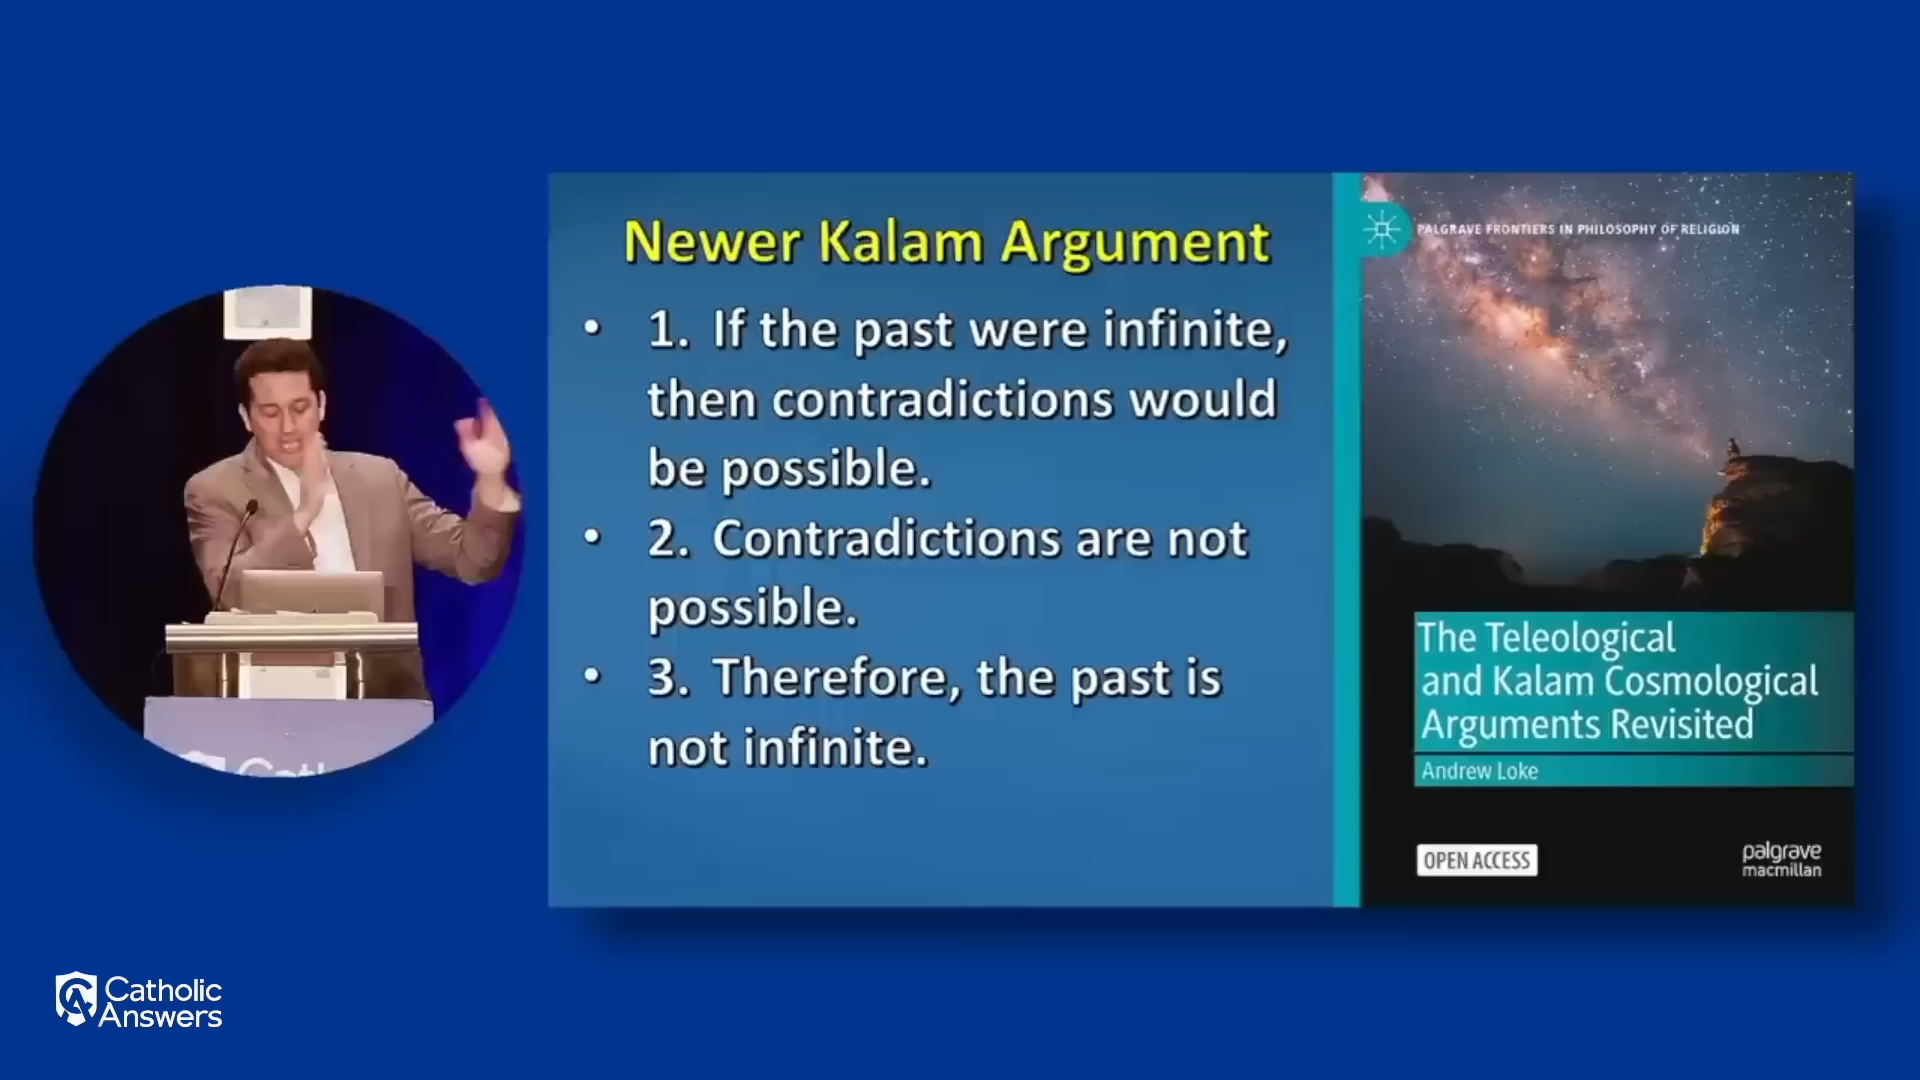 Newer Kalam Argument
• 1. If the past were infinite,
then contradictions would
be possible.
• 2. Contradictions are not
possible.
• 3. Therefore, the past is
not infinite.
PALGRAVE FRONTIERS IN PHILOSOPHY OF RELIGION
The Teleological
and Kalam Cosmological
Arguments Revisited
Andrew Loke
OPEN ACCESS
palgrave
macmillan
Catholic
Answers